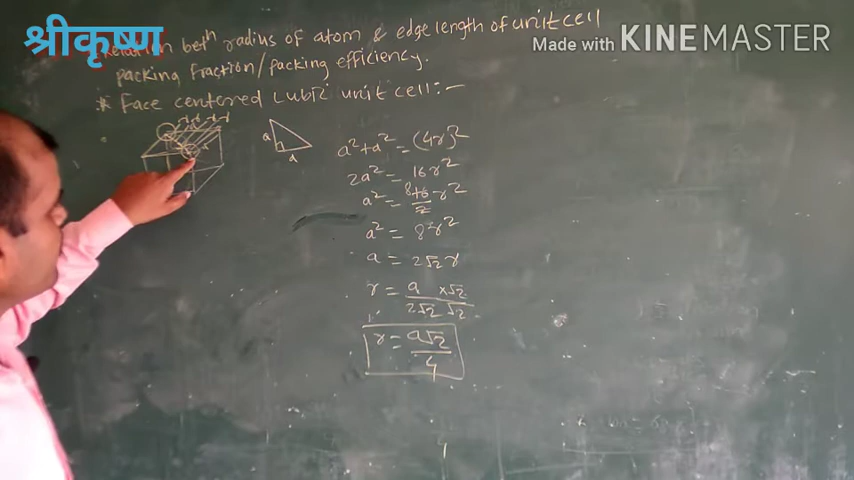 श्रीकृष्ण
Made with KINEMASTER
Relation betⁿ radius of atom & edge length of unit cell
packing fraction/packing efficiency.
* Face centered cubic unit cell:-
a
a
a²+a² = (4r)²
2a² = 16r²
a² = 8 16/2 r²
a² = 8r²
a = 2√2 r
r = a ×√2 / 2√2 √2
r = a√2/4